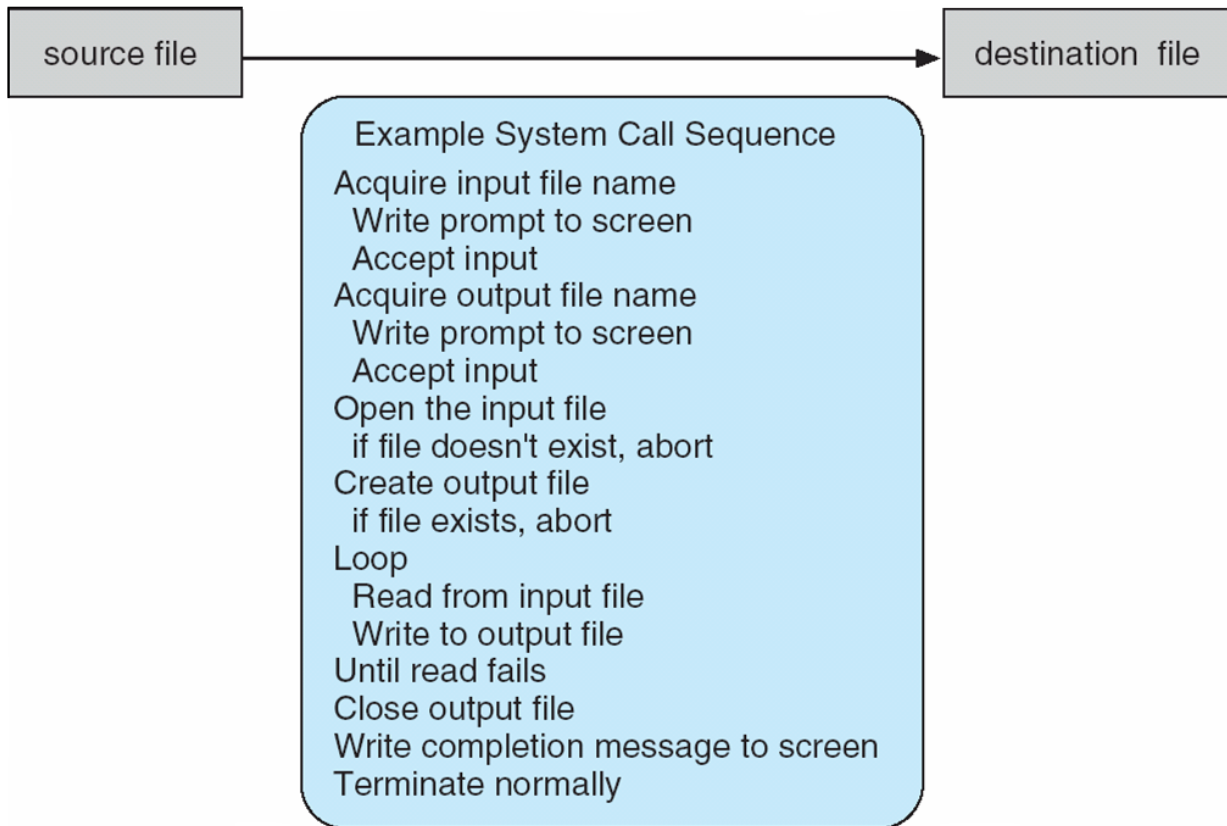 source file
destination file
Example System Call Sequence
Acquire input file name
Write prompt to screen
Accept input
Acquire output file name
Write prompt to screen
Accept input
Open the input file
if file doesn't exist, abort
Create output file
if file exists, abort
Loop
Read from input file
Write to output file
Until read fails
Close output file
Write completion message to screen
Terminate normally